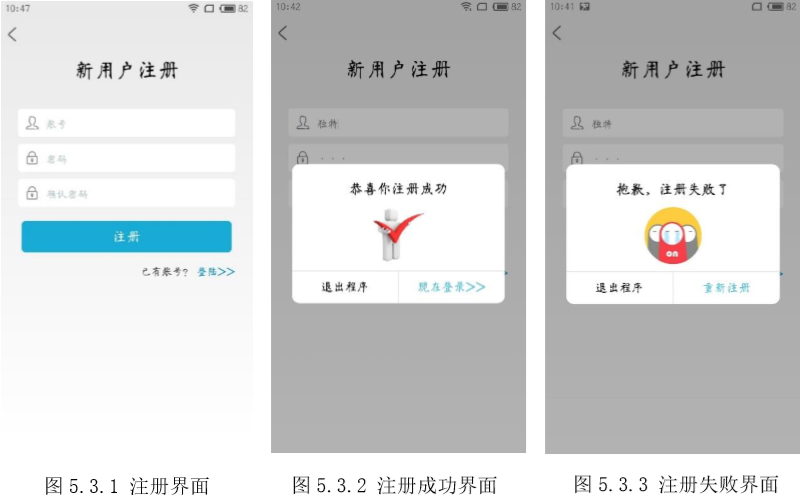 10:47
82
新用户注册
账号
密码
确认密码
注册
已有账号? 登陆>>
图 5.3.1 注册界面
10:42
82
新用户注册
独特
···
恭喜你注册成功
退出程序
现在登录>>
图 5.3.2 注册成功界面
10:41
82
新用户注册
独特
···
抱歉，注册失败了
on
退出程序
重新注册
图 5.3.3 注册失败界面